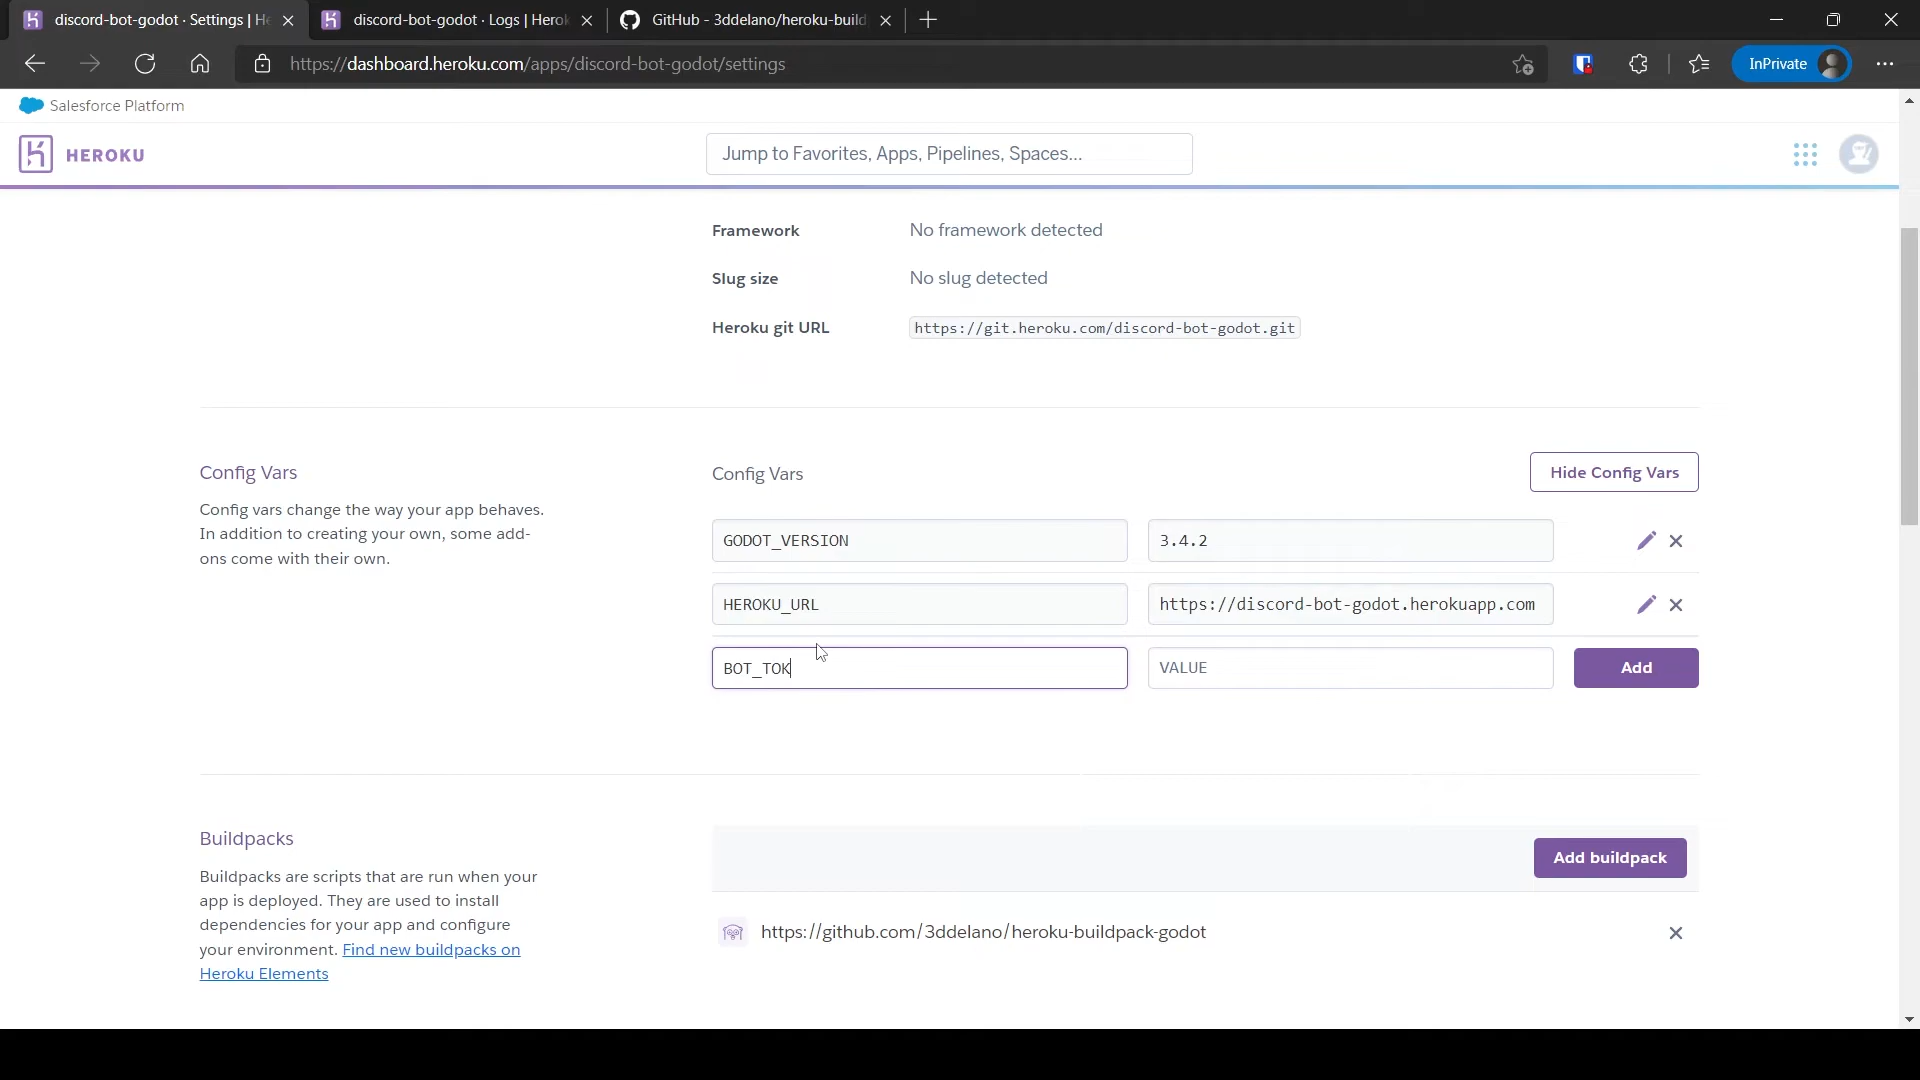 discord-bot-godot · Settings | He
discord-bot-godot · Logs | Herok
GitHub - 3ddelano/heroku-build
https://dashboard.heroku.com/apps/discord-bot-godot/settings
InPrivate
Salesforce Platform
HEROKU
Jump to Favorites, Apps, Pipelines, Spaces...
Framework
No framework detected
Slug size
No slug detected
Heroku git URL
https://git.heroku.com/discord-bot-godot.git
Config Vars
Config vars change the way your app behaves.
In addition to creating your own, some add-
ons come with their own.
Config Vars
Hide Config Vars
GODOT_VERSION
3.4.2
HEROKU_URL
https://discord-bot-godot.herokuapp.com
BOT_TOK
VALUE
Add
Buildpacks
Buildpacks are scripts that are run when your
app is deployed. They are used to install
dependencies for your app and configure
your environment. Find new buildpacks on
Heroku Elements
Add buildpack
https://github.com/3ddelano/heroku-buildpack-godot